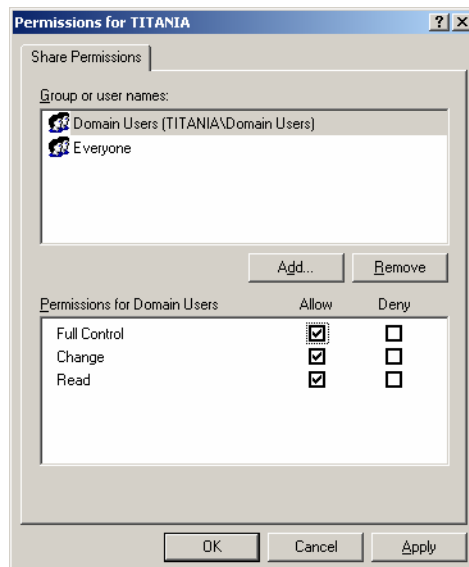 Permissions for TITANIA
Share Permissions
Group or user names:
Domain Users (TITANIA\Domain Users)
Everyone
Add... Remove
Permissions for Domain Users Allow Deny
Full Control
Change
Read
OK Cancel Apply